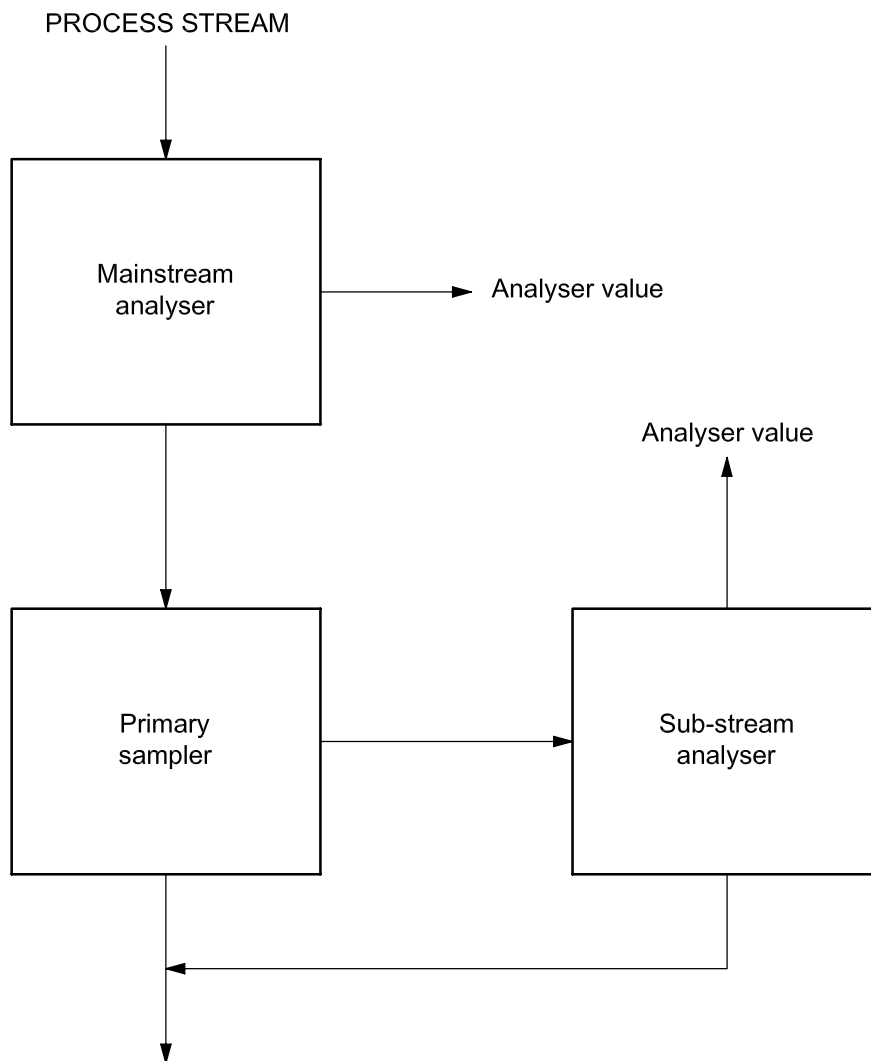 PROCESS STREAM
Mainstream
analyser
Analyser value
Analyser value
Primary
sampler
Sub-stream
analyser